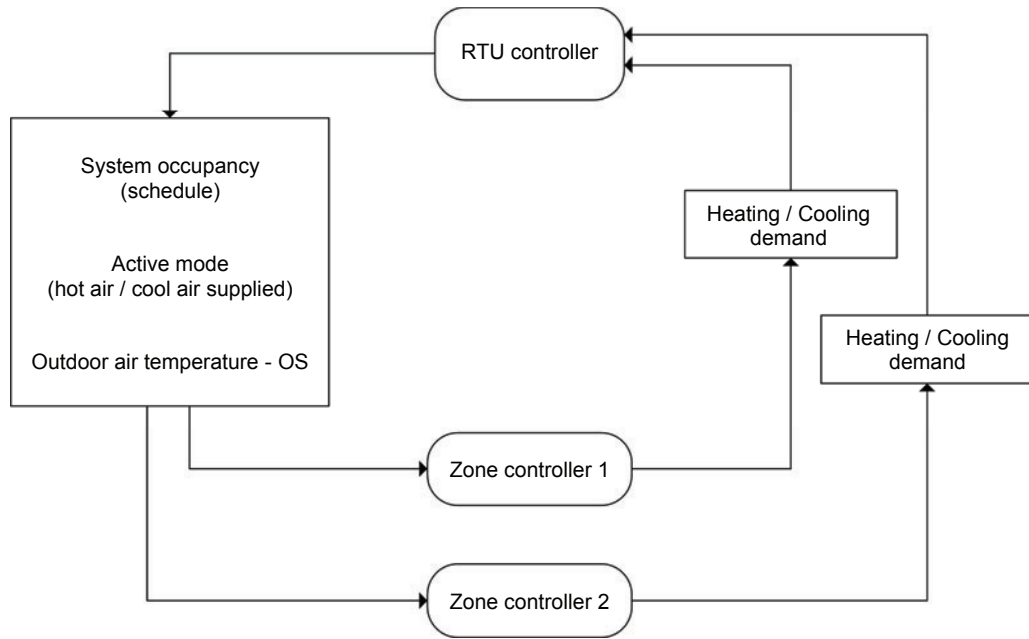 RTU controller
System occupancy
(schedule)
Active mode
(hot air / cool air supplied)
Outdoor air temperature - OS
Heating / Cooling
demand
Heating / Cooling
demand
Zone controller 1
Zone controller 2